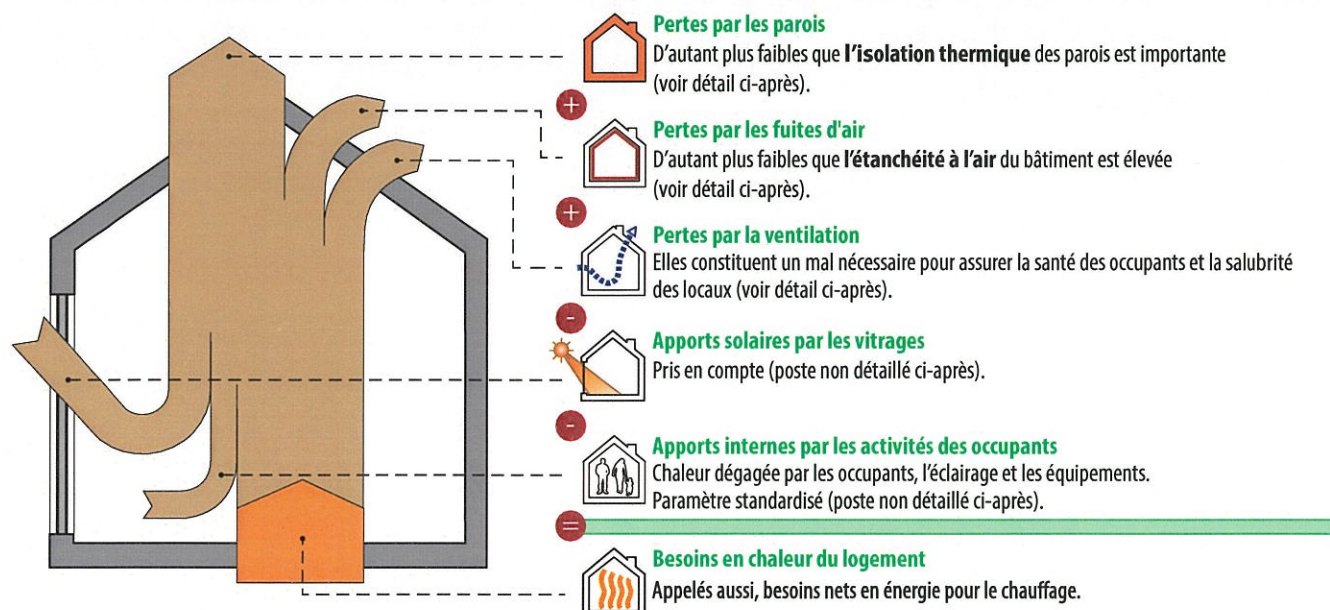 Pertes par les parois
D'autant plus faibles que l'isolation thermique des parois est importante
(voir détail ci-après).
+
Pertes par les fuites d'air
D'autant plus faibles que l'étanchéité à l'air du bâtiment est élevée
(voir détail ci-après).
+
Pertes par la ventilation
Elles constituent un mal nécessaire pour assurer la santé des occupants et la salubrité
des locaux (voir détail ci-après).
-
Apports solaires par les vitrages
Pris en compte (poste non détaillé ci-après).
-
Apports internes par les activités des occupants
Chaleur dégagée par les occupants, l'éclairage et les équipements.
Paramètre standardisé (poste non détaillé ci-après).
=
Besoins en chaleur du logement
Appelés aussi, besoins nets en énergie pour le chauffage.